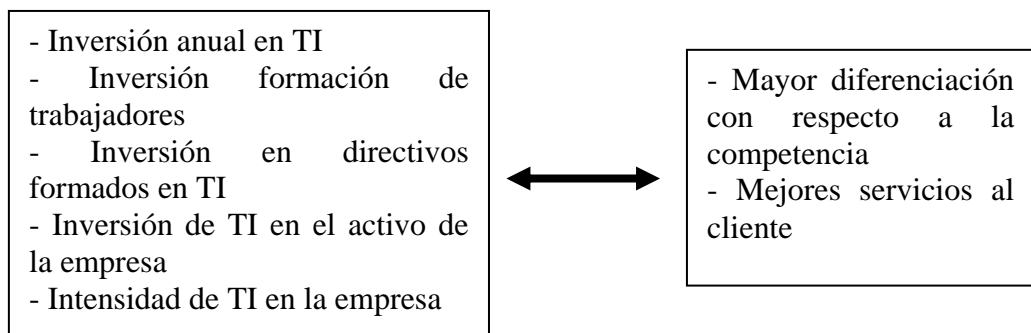 - Inversión anual en TI
- Inversión formación de
trabajadores
- Inversión en directivos
formados en TI
- Inversión de TI en el activo de
la empresa
- Intensidad de TI en la empresa
- Mayor diferenciación
con respecto a la
competencia
- Mejores servicios al
cliente